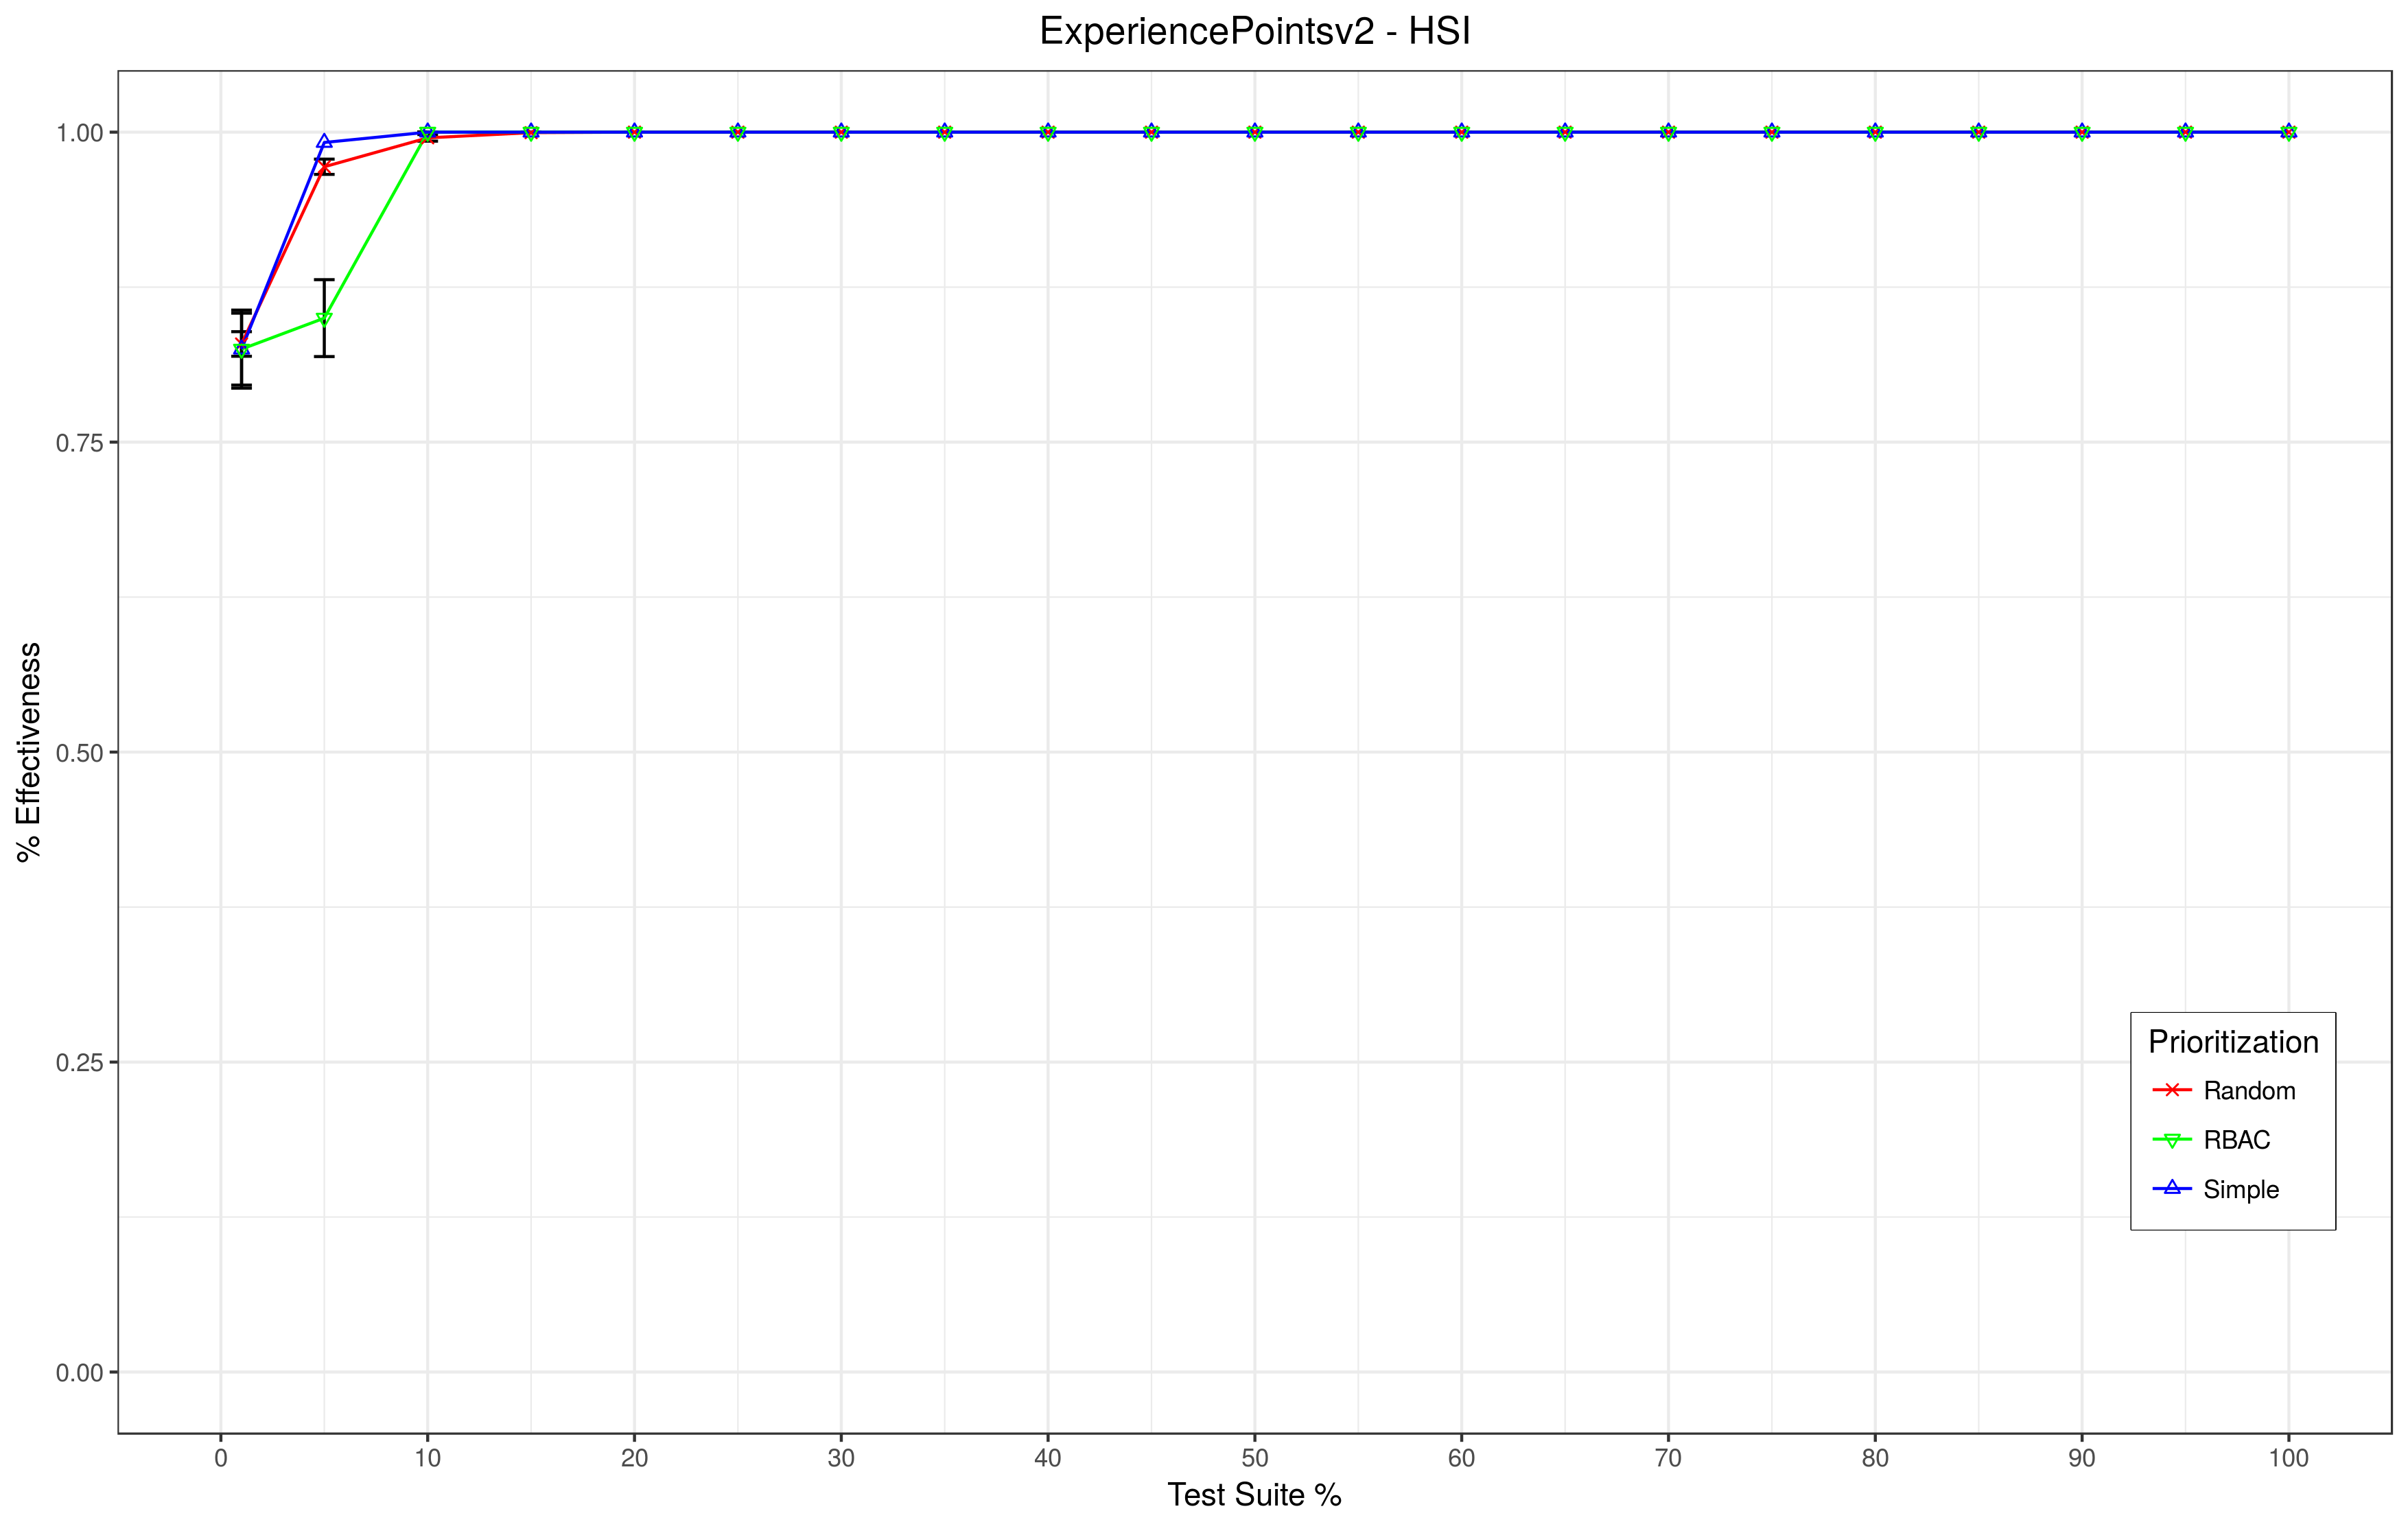 ExperiencePointsv2 - HSI
% Effectiveness
1.00
0.75
0.50
0.25
0.00
Prioritization
Random
RBAC
Simple
0 10 20 30 40 50 60 70 80 90 100
Test Suite %